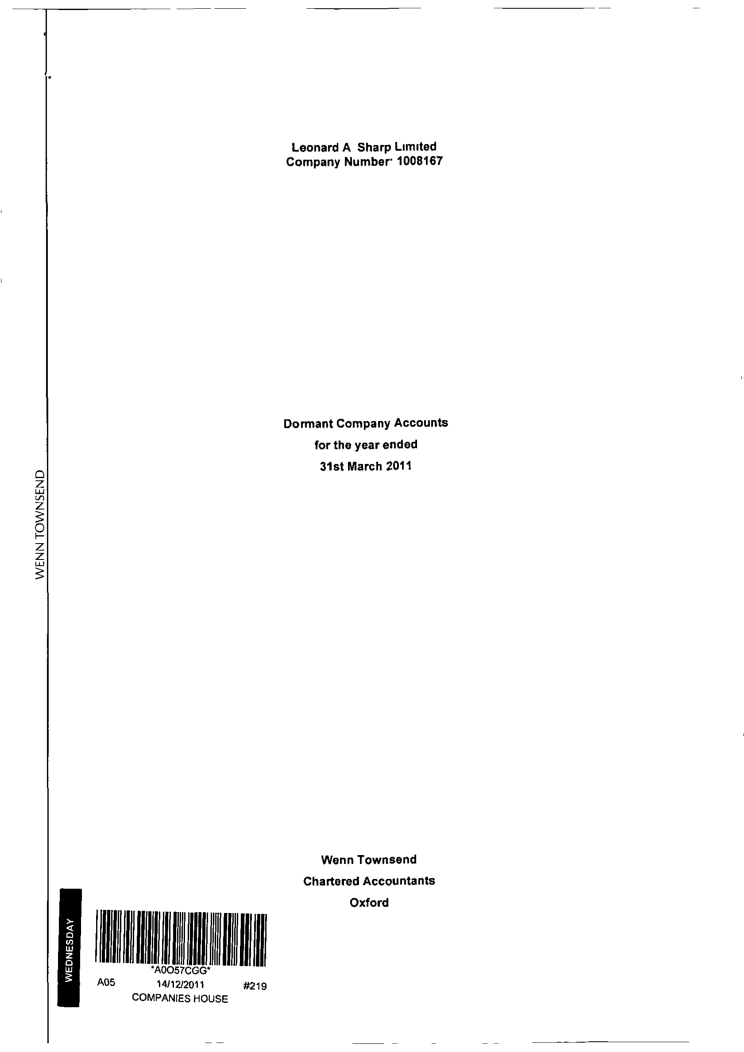 Leonard A Sharp Limited
Company Number 1008167
Dormant Company Accounts
for the year ended
31st March 2011
WENN TOWNSEND
Wenn Townsend
Chartered Accountants
Oxford
WEDNESDAY
*A0O57CGG*
A05 14/12/2011 #219
COMPANIES HOUSE